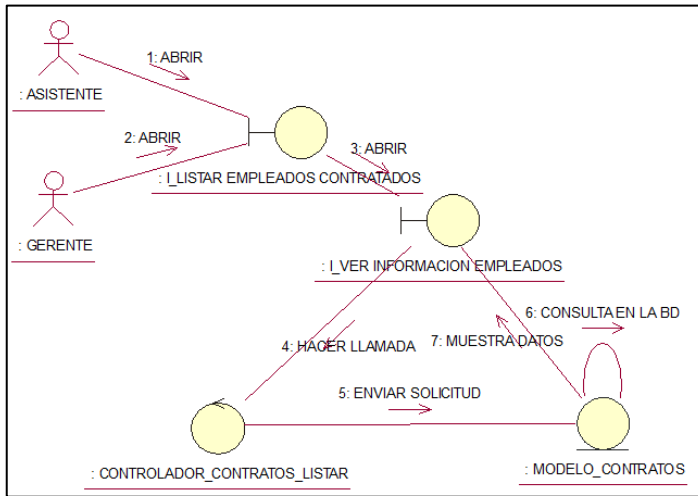 1: ABRIR
: ASISTENTE
2: ABRIR
3: ABRIR
: I_LISTAR EMPLEADOS CONTRATADOS
: GERENTE
: I_VER INFORMACION EMPLEADOS
6: CONSULTA EN LA BD
4: HACER LLAMADA
7: MUESTRA DATOS
5: ENVIAR SOLICITUD
: CONTROLADOR_CONTRATOS_LISTAR
: MODELO_CONTRATOS